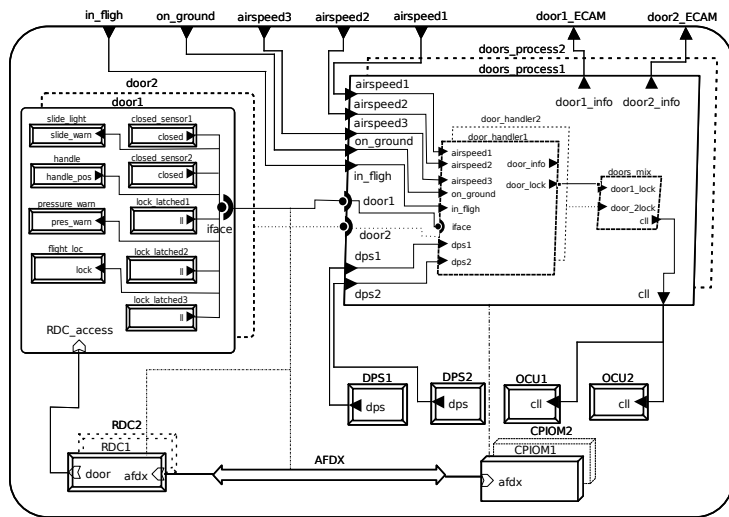 in_fligh
on_ground
airspeed3
airspeed2
airspeed1
door1_ECAM
door2_ECAM
doors_process2
doors_process1
door2
door1
slide_light
slide_warn
closed_sensor1
closed
handle
handle_pos
closed_sensor2
closed
pressure_warn
pres_warn
lock_latched1
ll
flight_loc
lock
lock_latched2
ll
lock_latched3
ll
iface
RDC_access
airspeed1
airspeed2
airspeed3
on_ground
in_fligh
door1
door2
dps1
dps2
door1_info
door2_info
door_handler2
door_handler1
airspeed1
airspeed2
airspeed3
on_ground
in_fligh
iface
dps1
dps2
door_info
door_lock
doors_mix
door1_lock
door_2lock
cll
cll
DPS1
dps
DPS2
dps
OCU1
cll
OCU2
cll
RDC2
RDC1
door
afdx
AFDX
CPIOM2
CPIOM1
afdx